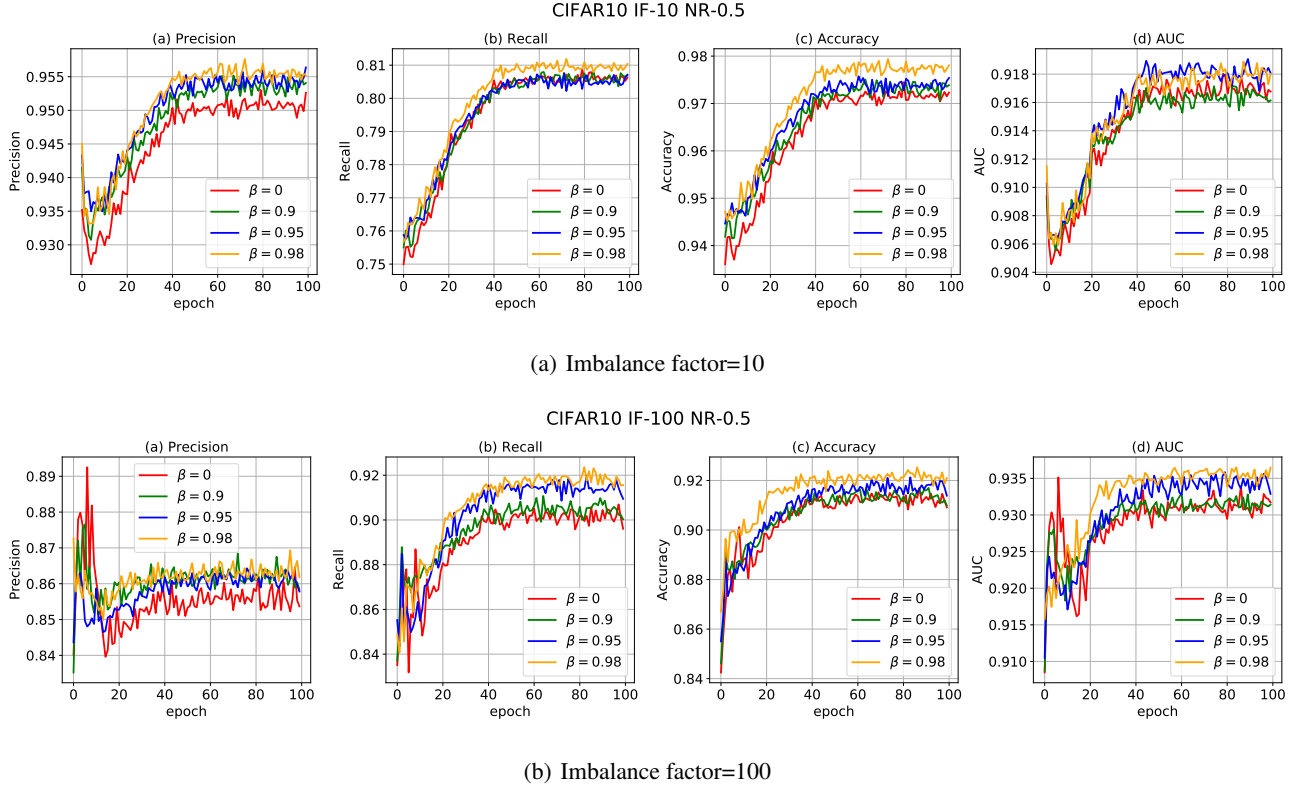 CIFAR10 IF-10 NR-0.5
(a) Precision
Precision
0.955
0.950
0.945
0.940
0.935
0.930
0 20 40 60 80 100
epoch
β = 0
β = 0.9
β = 0.95
β = 0.98
(b) Recall
Recall
0.81
0.80
0.79
0.78
0.77
0.76
0.75
0 20 40 60 80 100
epoch
β = 0
β = 0.9
β = 0.95
β = 0.98
(c) Accuracy
Accuracy
0.98
0.97
0.96
0.95
0.94
0 20 40 60 80 100
epoch
β = 0
β = 0.9
β = 0.95
β = 0.98
(d) AUC
AUC
0.918
0.916
0.914
0.912
0.910
0.908
0.906
0.904
0 20 40 60 80 100
epoch
β = 0
β = 0.9
β = 0.95
β = 0.98
(a) Imbalance factor=10
CIFAR10 IF-100 NR-0.5
(a) Precision
Precision
0.89
0.88
0.87
0.86
0.85
0.84
0 20 40 60 80 100
epoch
β = 0
β = 0.9
β = 0.95
β = 0.98
(b) Recall
Recall
0.92
0.90
0.88
0.86
0.84
0 20 40 60 80 100
epoch
β = 0
β = 0.9
β = 0.95
β = 0.98
(c) Accuracy
Accuracy
0.92
0.90
0.88
0.86
0.84
0 20 40 60 80 100
epoch
β = 0
β = 0.9
β = 0.95
β = 0.98
(d) AUC
AUC
0.935
0.930
0.925
0.920
0.915
0.910
0 20 40 60 80 100
epoch
β = 0
β = 0.9
β = 0.95
β = 0.98
(b) Imbalance factor=100